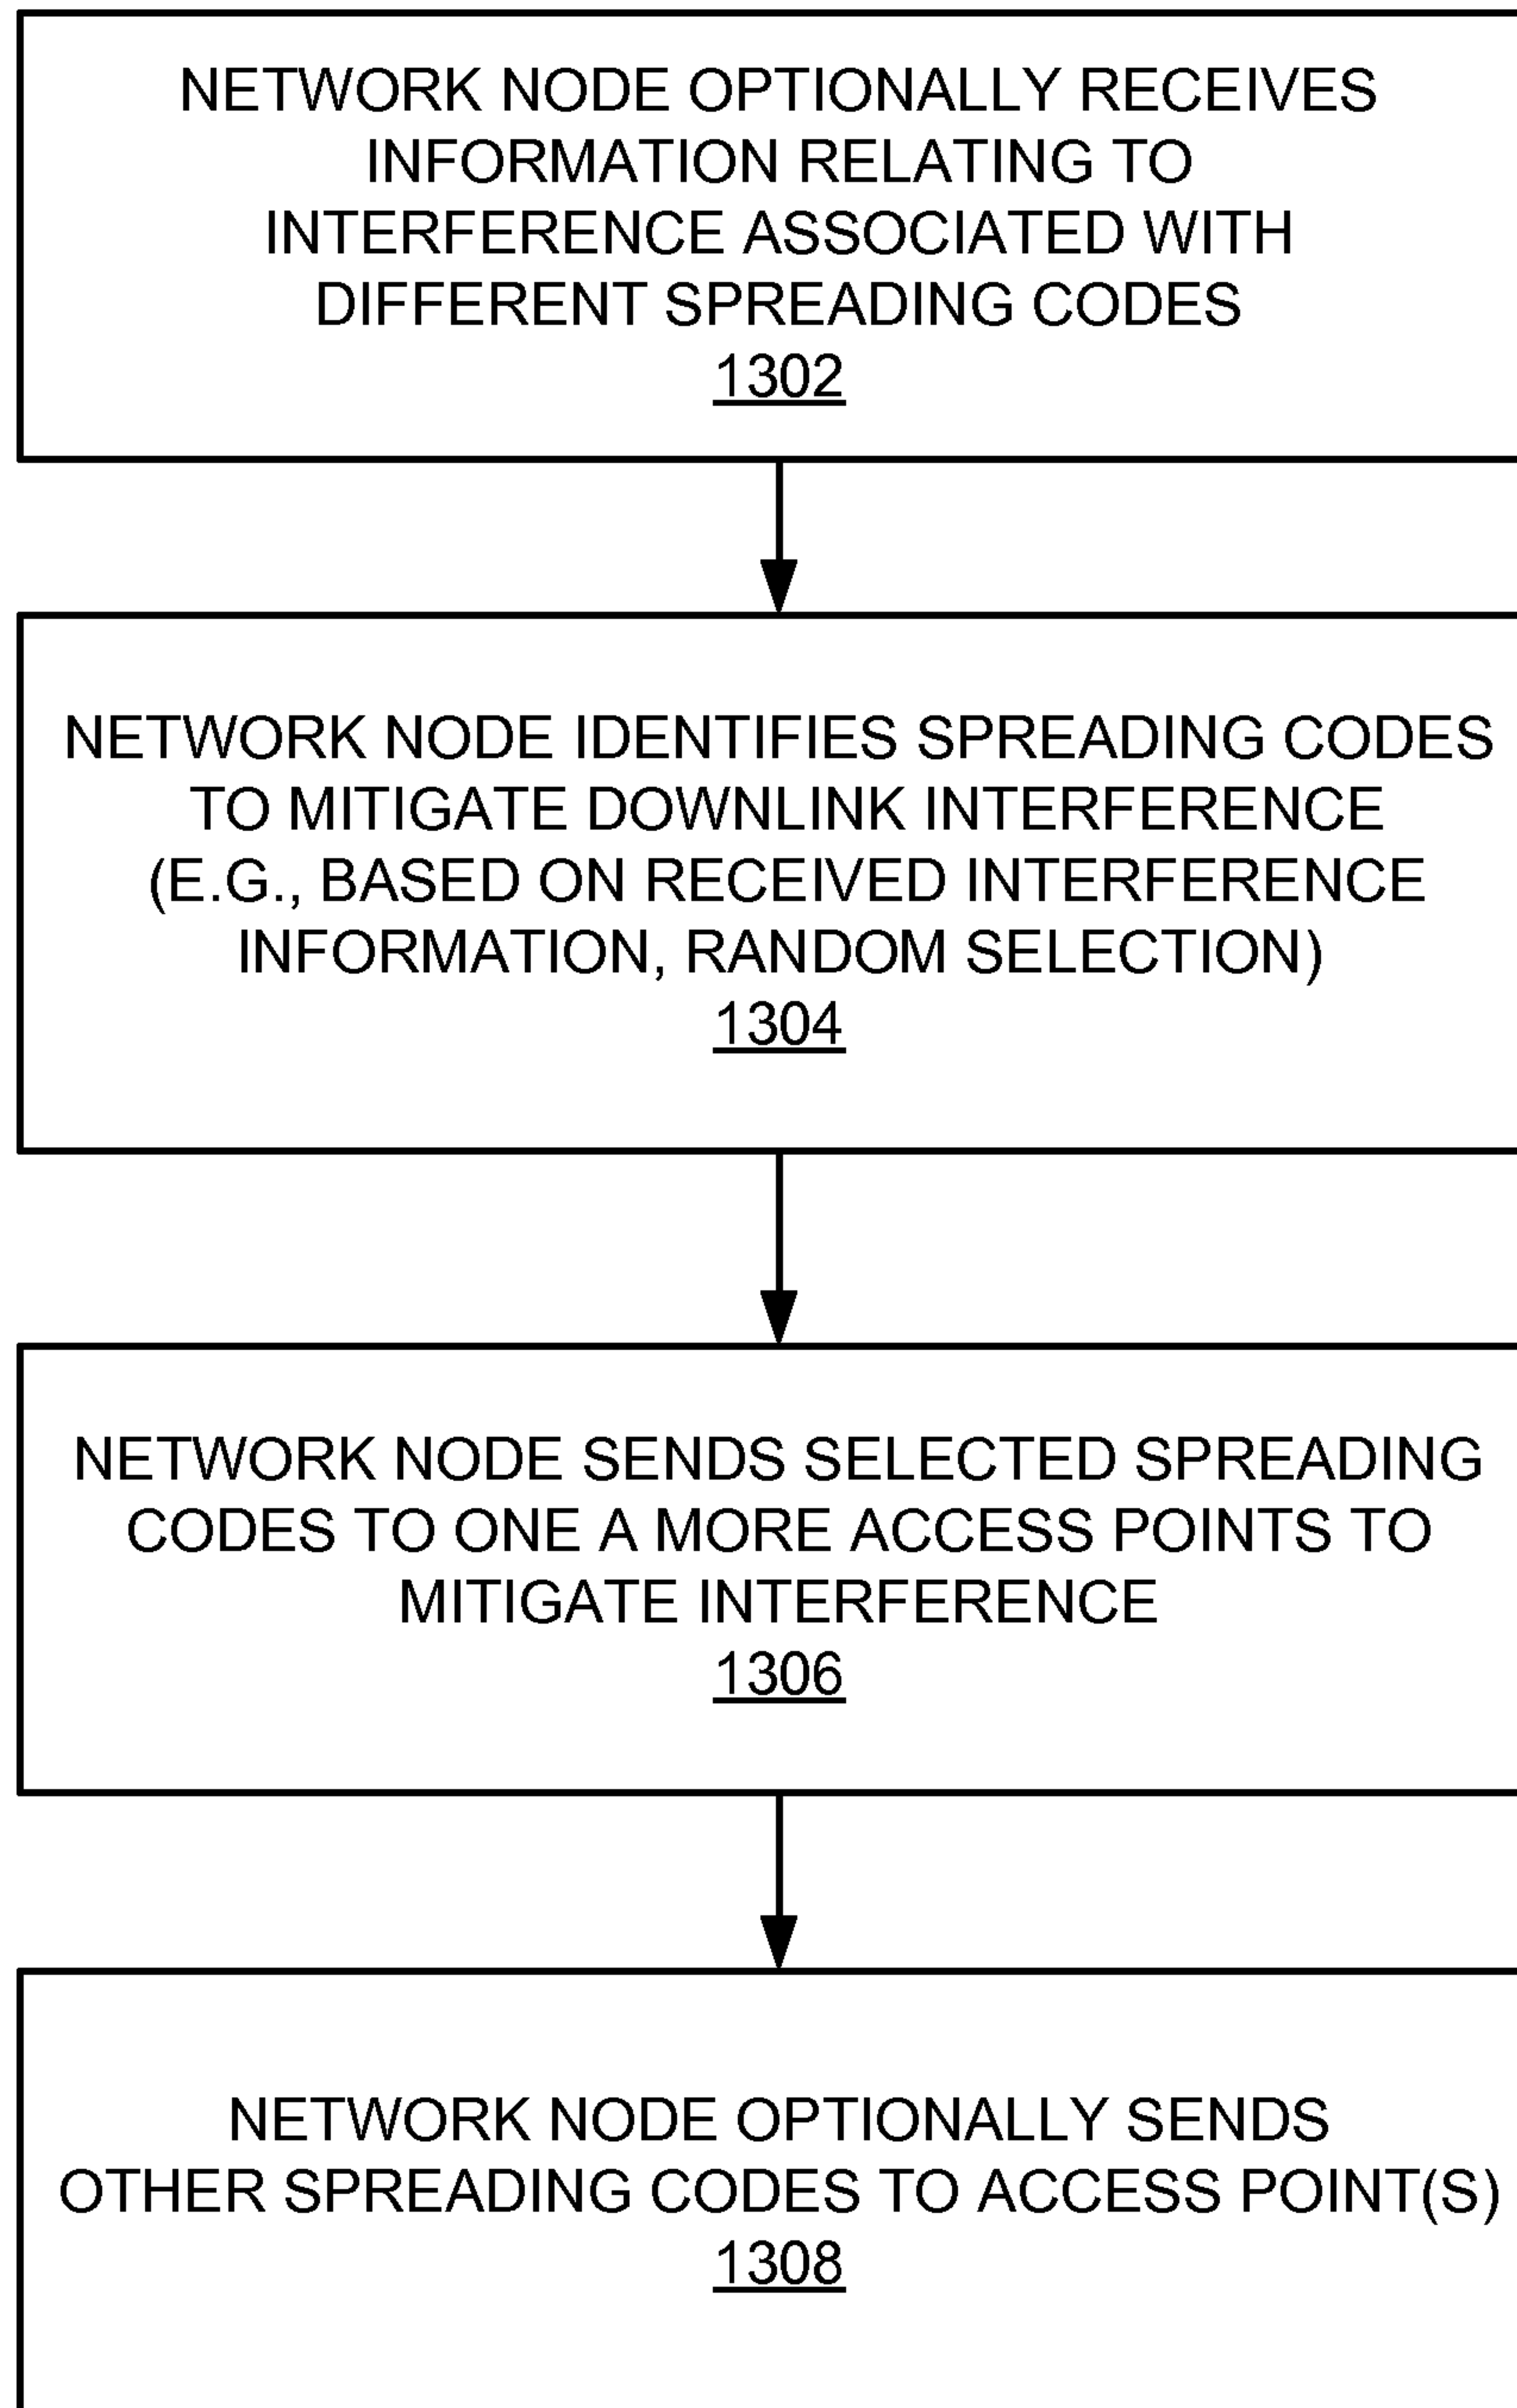 NETWORK NODE OPTIONALLY RECEIVES
INFORMATION RELATING TO
INTERFERENCE ASSOCIATED WITH
DIFFERENT SPREADING CODES
1302
NETWORK NODE IDENTIFIES SPREADING CODES
TO MITIGATE DOWNLINK INTERFERENCE
(E.G., BASED ON RECEIVED INTERFERENCE
INFORMATION, RANDOM SELECTION)
1304
NETWORK NODE SENDS SELECTED SPREADING
CODES TO ONE A MORE ACCESS POINTS TO
MITIGATE INTERFERENCE
1306
NETWORK NODE OPTIONALLY SENDS
OTHER SPREADING CODES TO ACCESS POINT(S)
1308